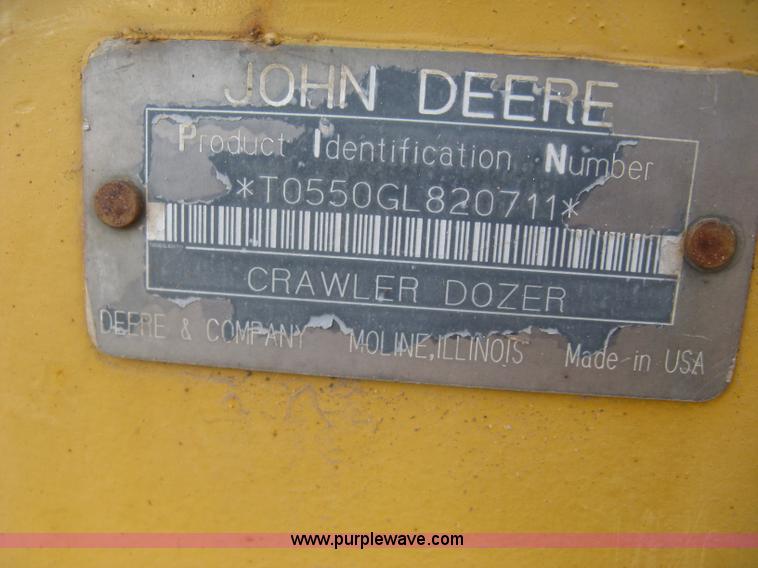 JOHN DEERE
Product Identification Number
*T0550GL820711*
CRAWLER DOZER
DEERE & COMPANY MOLINE, ILLINOIS Made in USA
www.purplewave.com